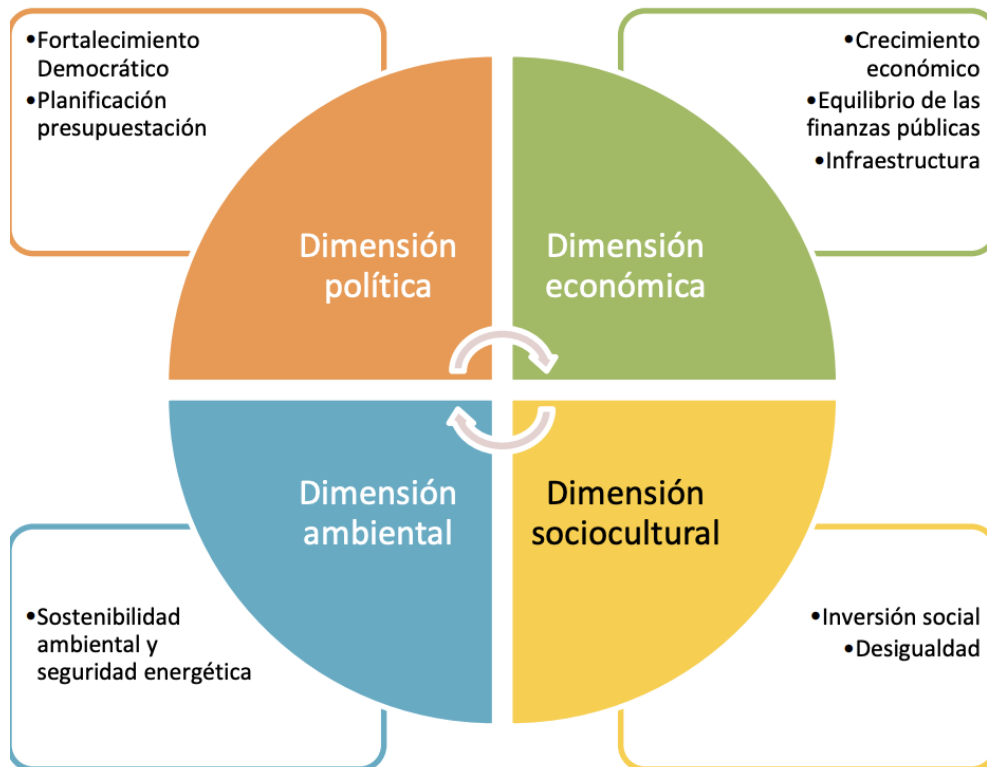 •Fortalecimiento
Democrático
•Planificación
presupuestación
•Crecimiento
económico
•Equilibrio de las
finanzas públicas
•Infraestructura
Dimensión
política
Dimensión
económica
Dimensión
ambiental
Dimensión
sociocultural
•Sostenibilidad
ambiental y
seguridad energética
•Inversión social
•Desigualdad